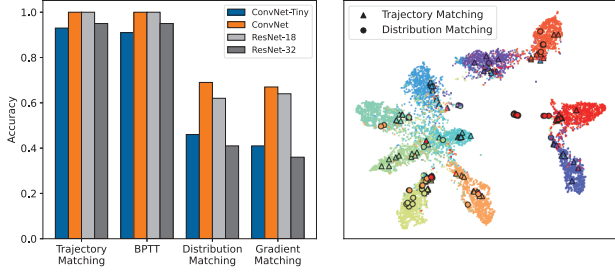 ConvNet-Tiny
ConvNet
ResNet-18
ResNet-32
Accuracy
1.0
0.8
0.6
0.4
0.2
0.0
Trajectory
Matching
BPTT
Distribution
Matching
Gradient
Matching
Trajectory Matching
Distribution Matching